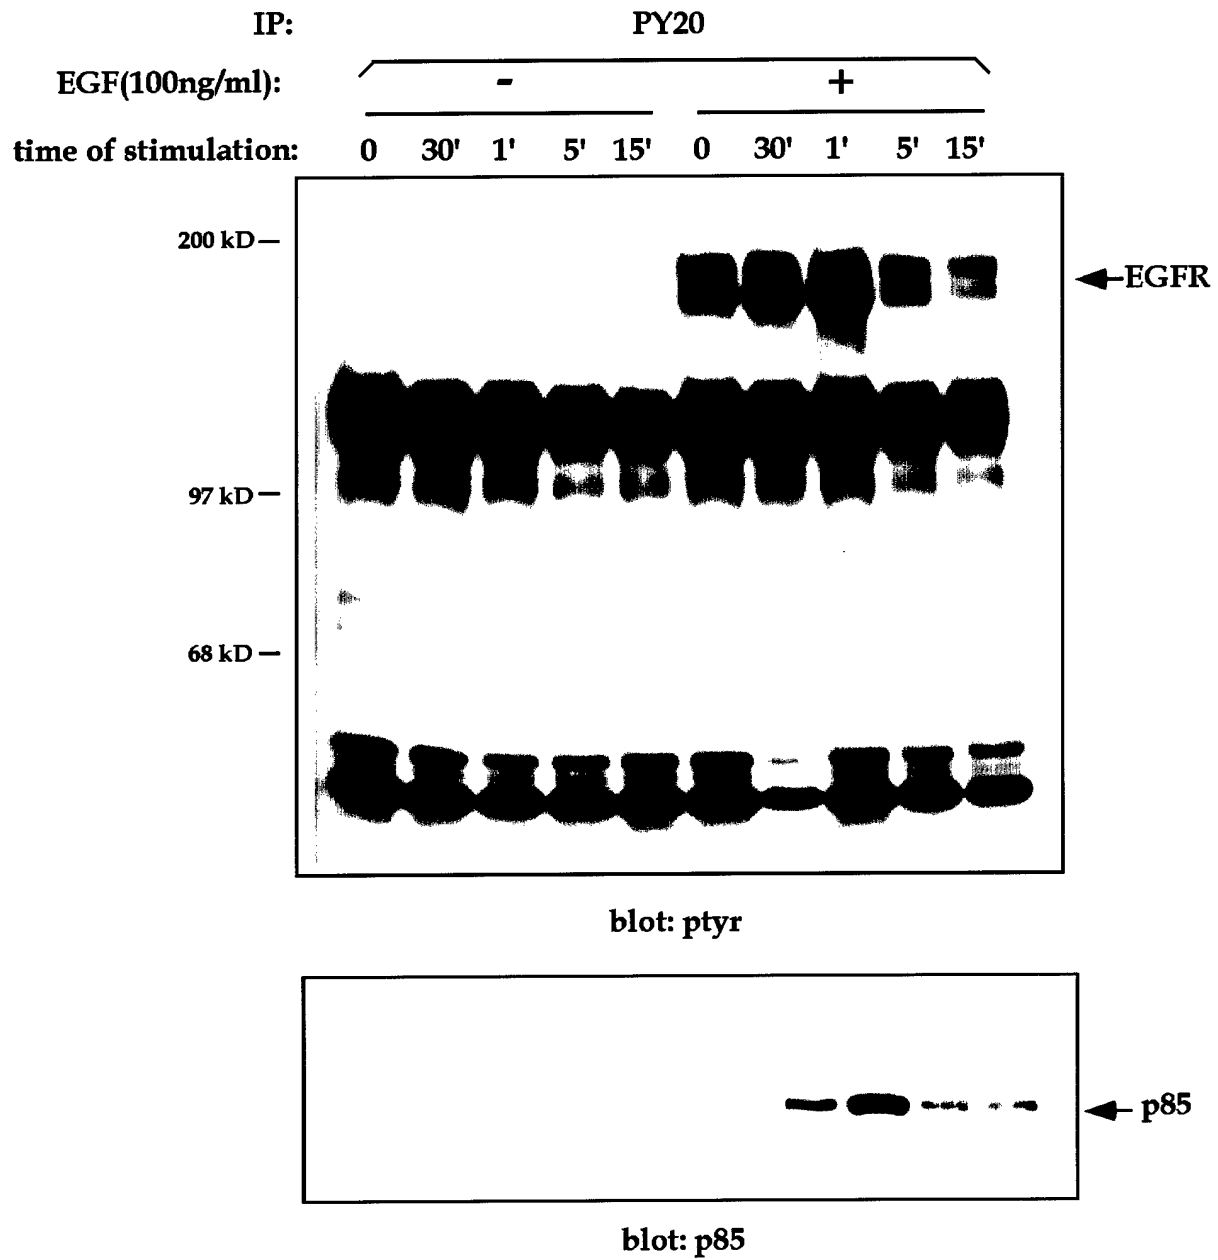 IP: PY20
EGF(100ng/ml): - +
time of stimulation: 0 30' 1' 5' 15' 0 30' 1' 5' 15'
200 kD
EGFR
97 kD
68 kD
blot: ptyr
p85
blot: p85